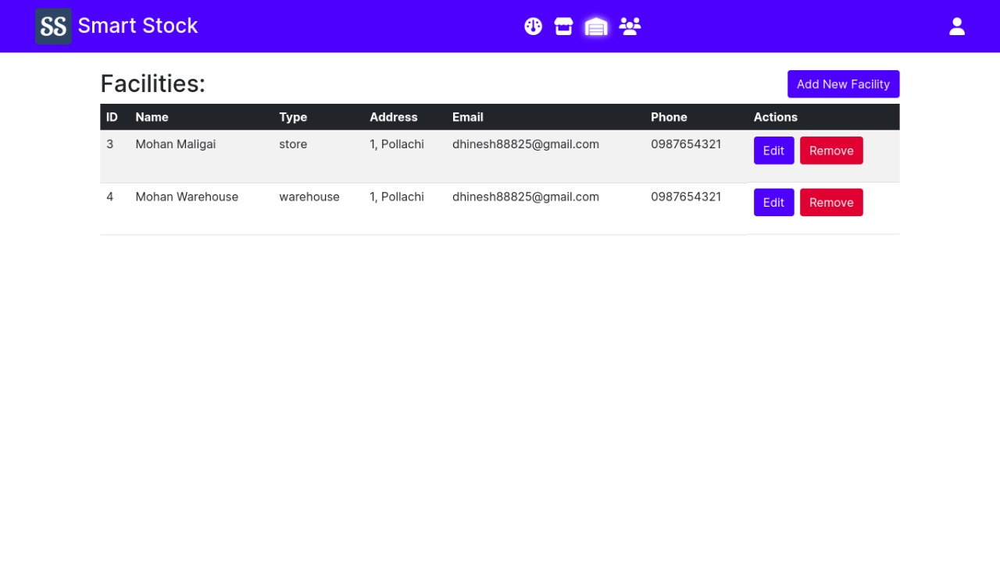 SS Smart Stock
Facilities:
Add New Facility
ID Name Type Address Email Phone Actions
3 Mohan Maligai store 1, Pollachi dhinesh88825@gmail.com 0987654321 Edit Remove
4 Mohan Warehouse warehouse 1, Pollachi dhinesh88825@gmail.com 0987654321 Edit Remove